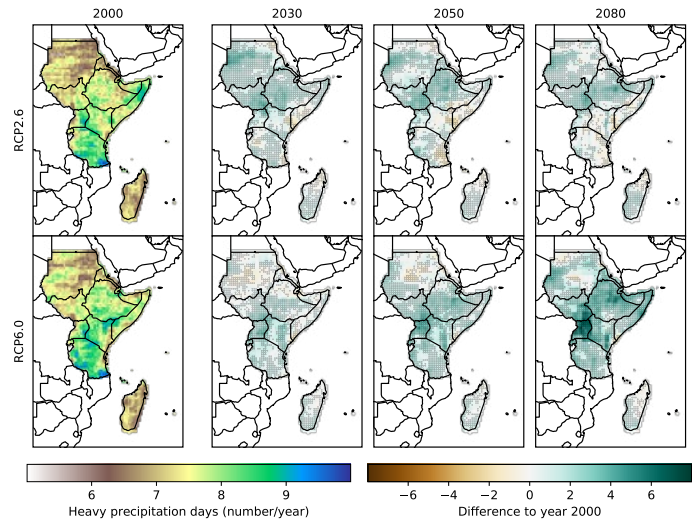 2000 2030 2050 2080
RCP2.6
RCP6.0
6 7 8 9
Heavy precipitation days (number/year)
−6 −4 −2 0 2 4 6
Difference to year 2000